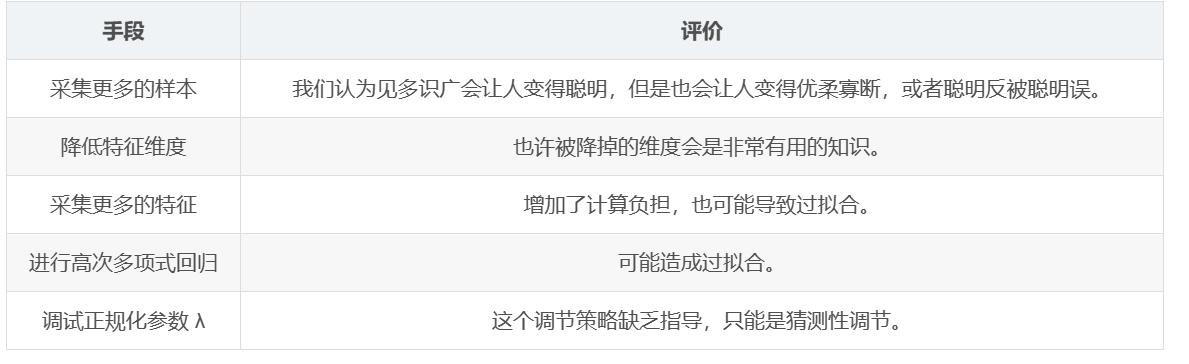 手段 评价
采集更多的样本 我们认为见多识广会让人变得聪明，但是也会让人变得优柔寡断，或者聪明反被聪明误。
降低特征维度 也许被降掉的维度会是非常有用的知识。
采集更多的特征 增加了计算负担，也可能导致过拟合。
进行高次多项式回归 可能造成过拟合。
调试正规化参数 λ 这个调节策略缺乏指导，只能是猜测性调节。